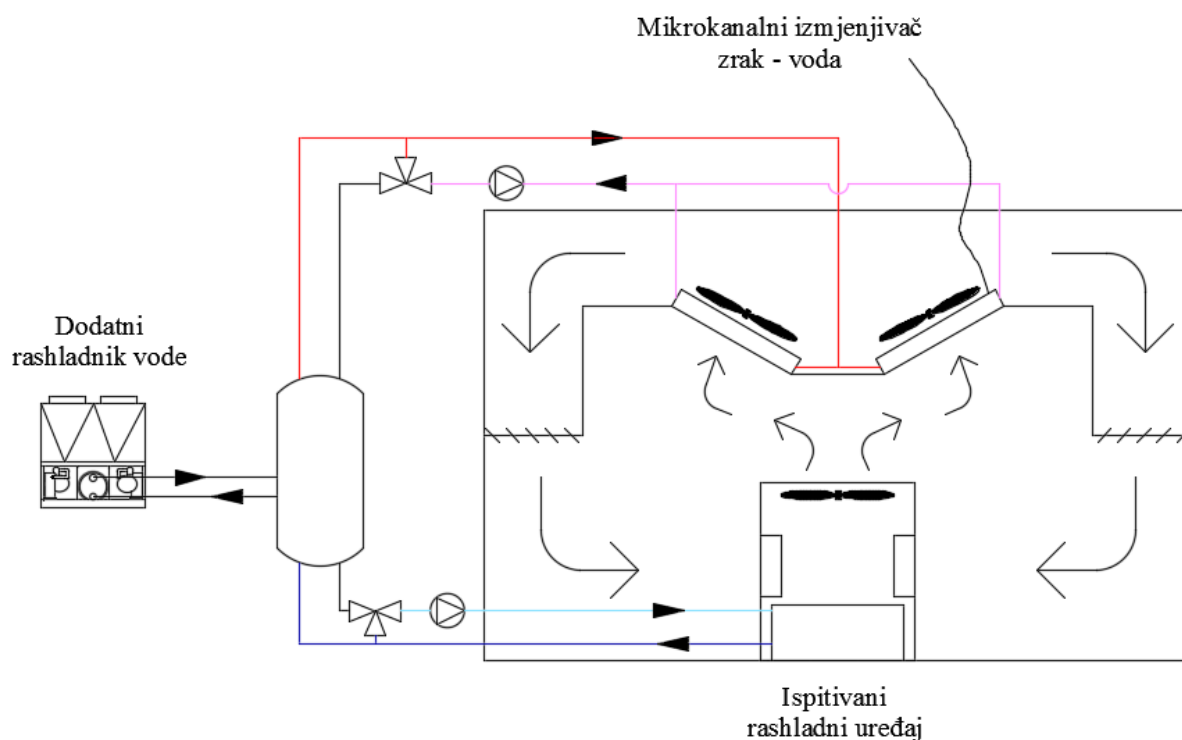 Mikrokanalni izmjenjivač
zrak - voda
Dodatni
rashladnik vode
Ispitivani
rashladni uređaj